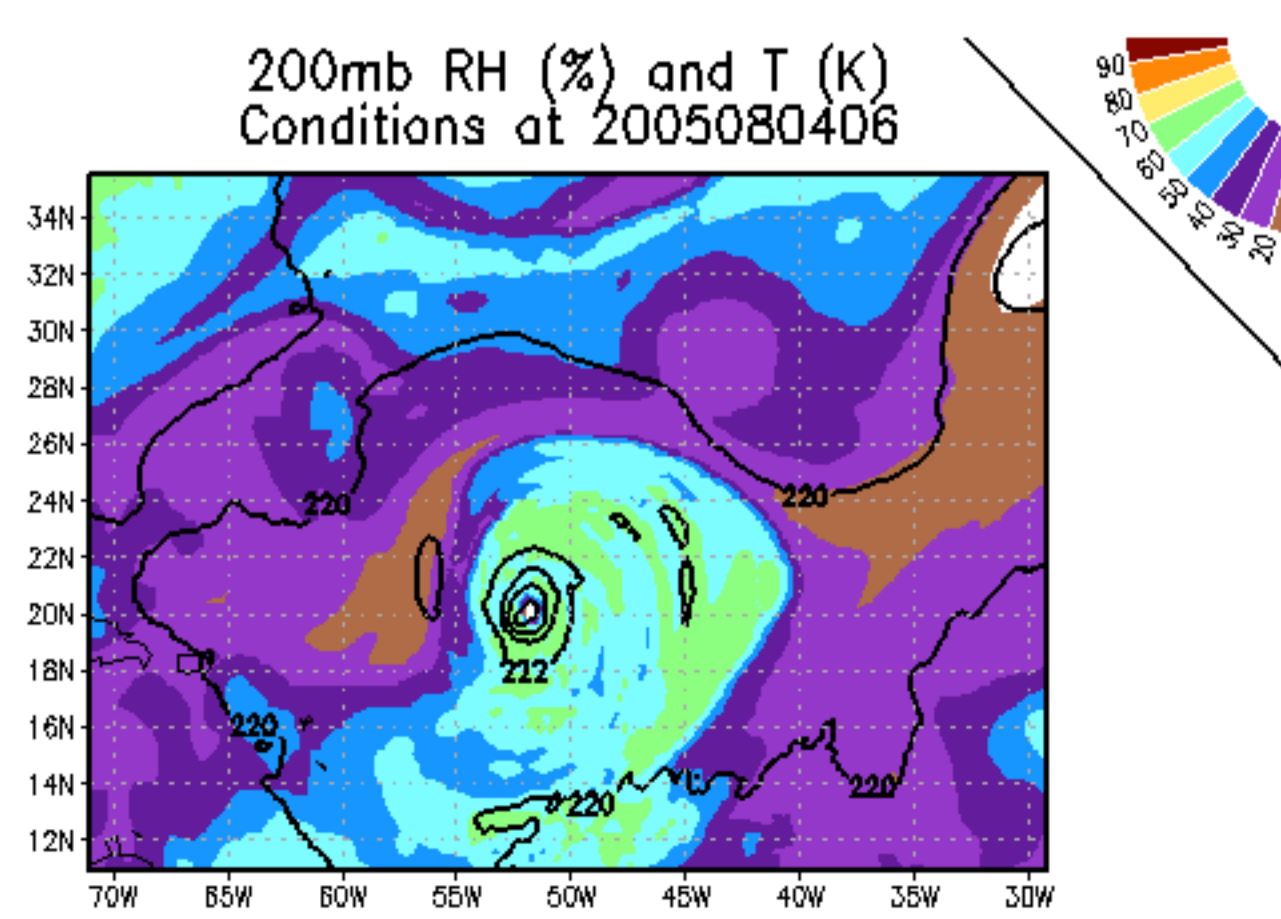 200mb RH (%) and T (K)
Conditions at 2005080406
90
80
70
60
50
40
30
20
34N
32N
30N
28N
26N
24N
22N
20N
18N
16N
14N
12N
220
220
222
220
220
220
70W
65W
60W
55W
50W
45W
40W
35W
30W